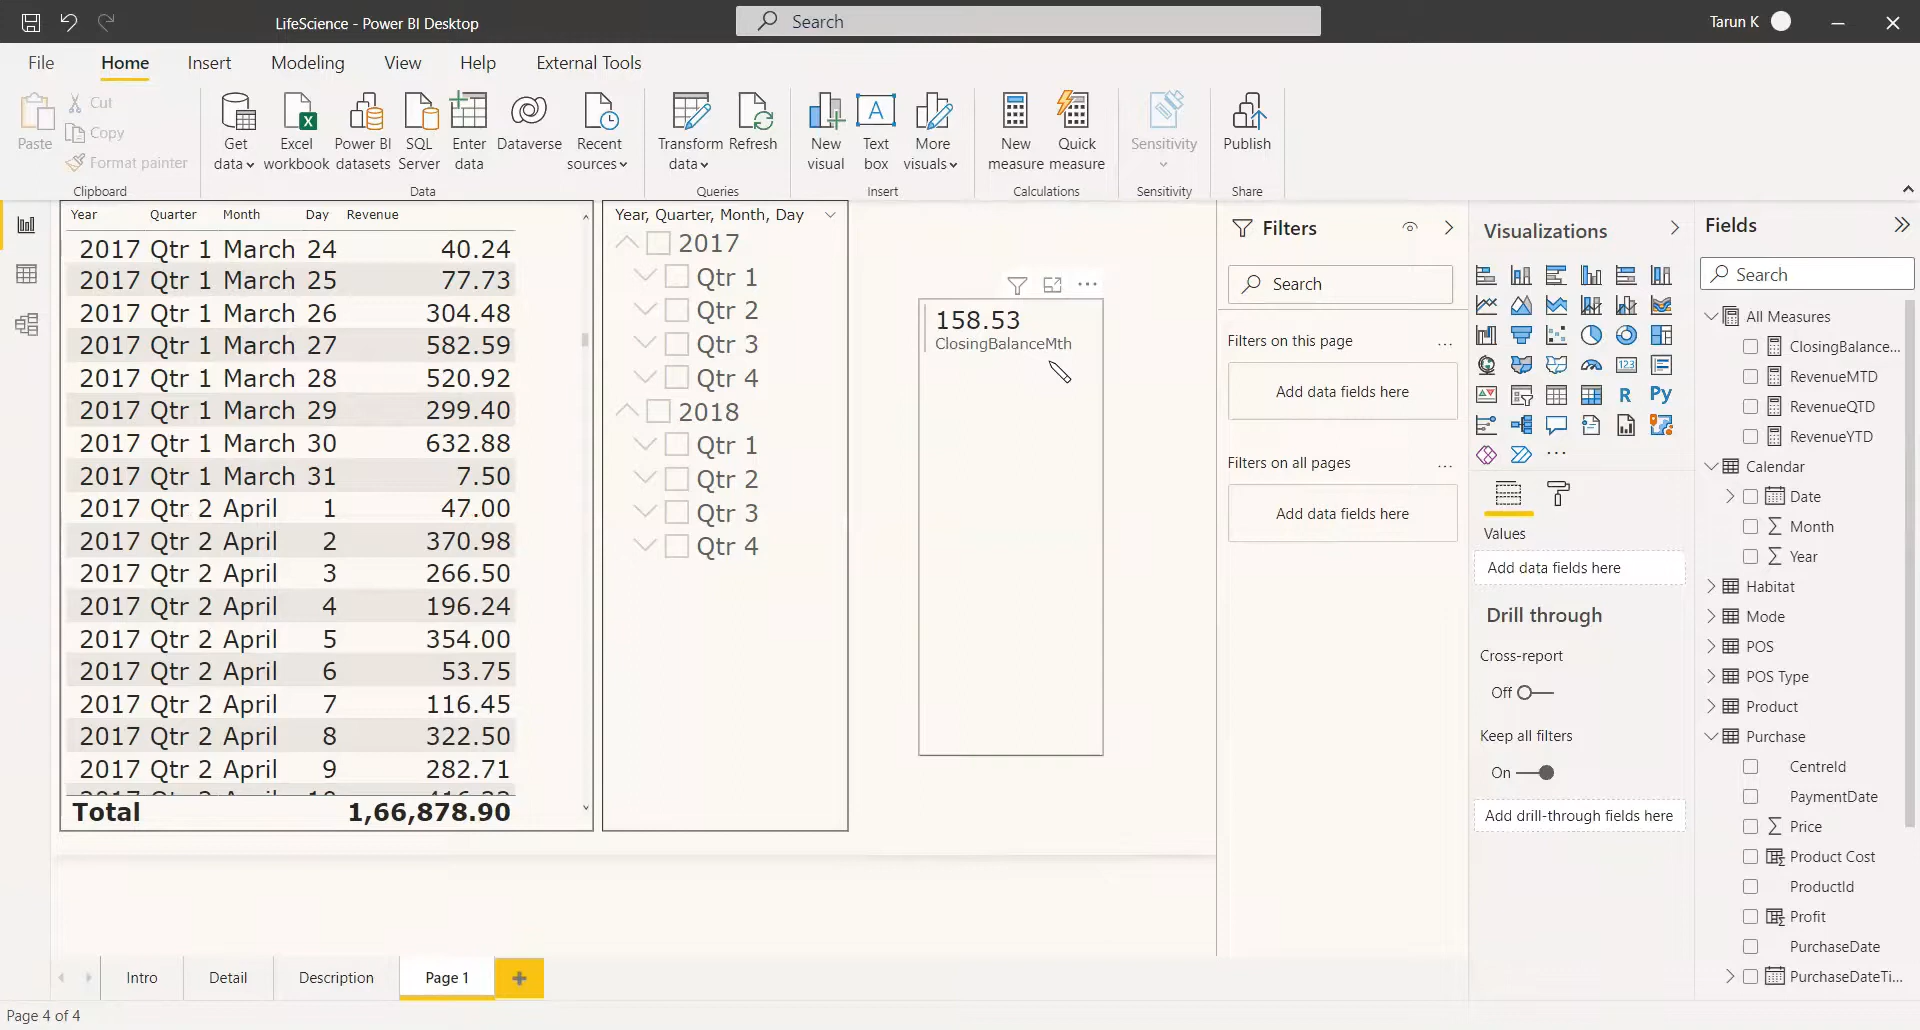 LifeScience - Power BI Desktop
Search
Tarun K
File
Home
Insert
Modeling
View
Help
External Tools
Paste
Cut
Copy
Format painter
Clipboard
Get data
Excel workbook
Power BI datasets
SQL Server
Enter data
Dataverse
Recent sources
Data
Transform data
Refresh
Queries
New visual
Text box
More visuals
Insert
New measure
Quick measure
Calculations
Sensitivity
Sensitivity
Publish
Share
Year Quarter Month Day Revenue
2017 Qtr 1 March 24 40.24
2017 Qtr 1 March 25 77.73
2017 Qtr 1 March 26 304.48
2017 Qtr 1 March 27 582.59
2017 Qtr 1 March 28 520.92
2017 Qtr 1 March 29 299.40
2017 Qtr 1 March 30 632.88
2017 Qtr 1 March 31 7.50
2017 Qtr 2 April 1 47.00
2017 Qtr 2 April 2 370.98
2017 Qtr 2 April 3 266.50
2017 Qtr 2 April 4 196.24
2017 Qtr 2 April 5 354.00
2017 Qtr 2 April 6 53.75
2017 Qtr 2 April 7 116.45
2017 Qtr 2 April 8 322.50
2017 Qtr 2 April 9 282.71
Total 1,66,878.90
Year, Quarter, Month, Day
2017
Qtr 1
Qtr 2
Qtr 3
Qtr 4
2018
Qtr 1
Qtr 2
Qtr 3
Qtr 4
158.53
ClosingBalanceMth
Filters
Search
Filters on this page
Add data fields here
Filters on all pages
Add data fields here
Visualizations
123
R
Py
Values
Add data fields here
Drill through
Cross-report
Off
Keep all filters
On
Add drill-through fields here
Fields
Search
All Measures
ClosingBalance...
RevenueMTD
RevenueQTD
RevenueYTD
Calendar
Date
Month
Year
Habitat
Mode
POS
POS Type
Product
Purchase
CentreId
PaymentDate
Price
Product Cost
ProductId
Profit
PurchaseDate
PurchaseDateTi...
Intro
Detail
Description
Page 1
Page 4 of 4